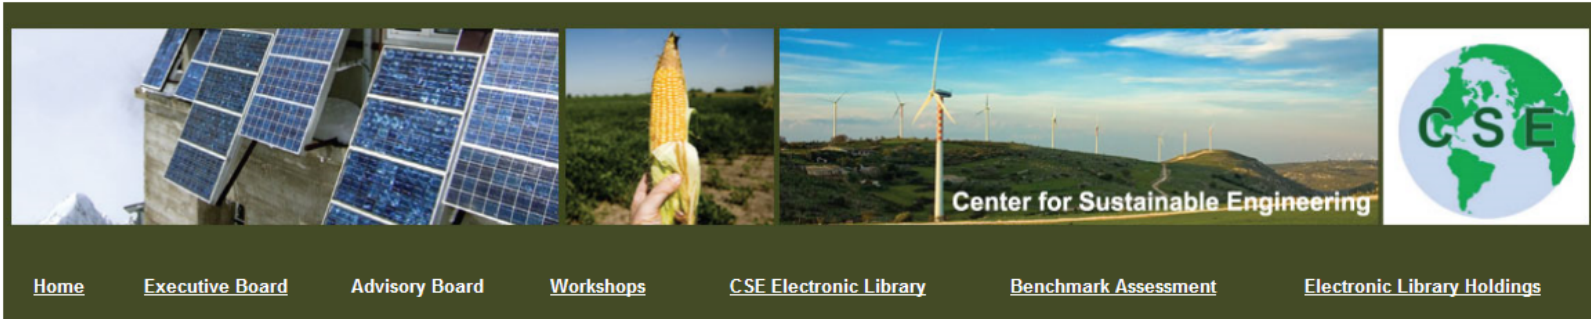 CSE
Center for Sustainable Engineering
Home Executive Board Advisory Board Workshops CSE Electronic Library Benchmark Assessment Electronic Library Holdings